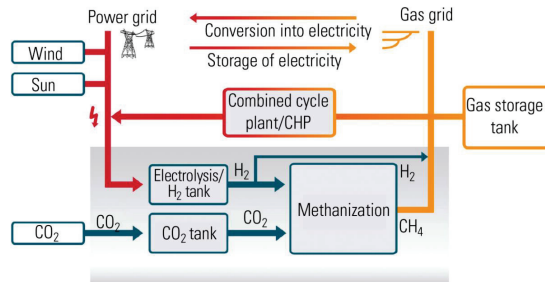 Power grid
Gas grid
Conversion into electricity
Storage of electricity
Wind
Sun
Combined cycle
plant/CHP
Gas storage
tank
Electrolysis/
H₂ tank
H₂
H₂
Methanization
CO₂
CO₂
CO₂ tank
CO₂
CH₄